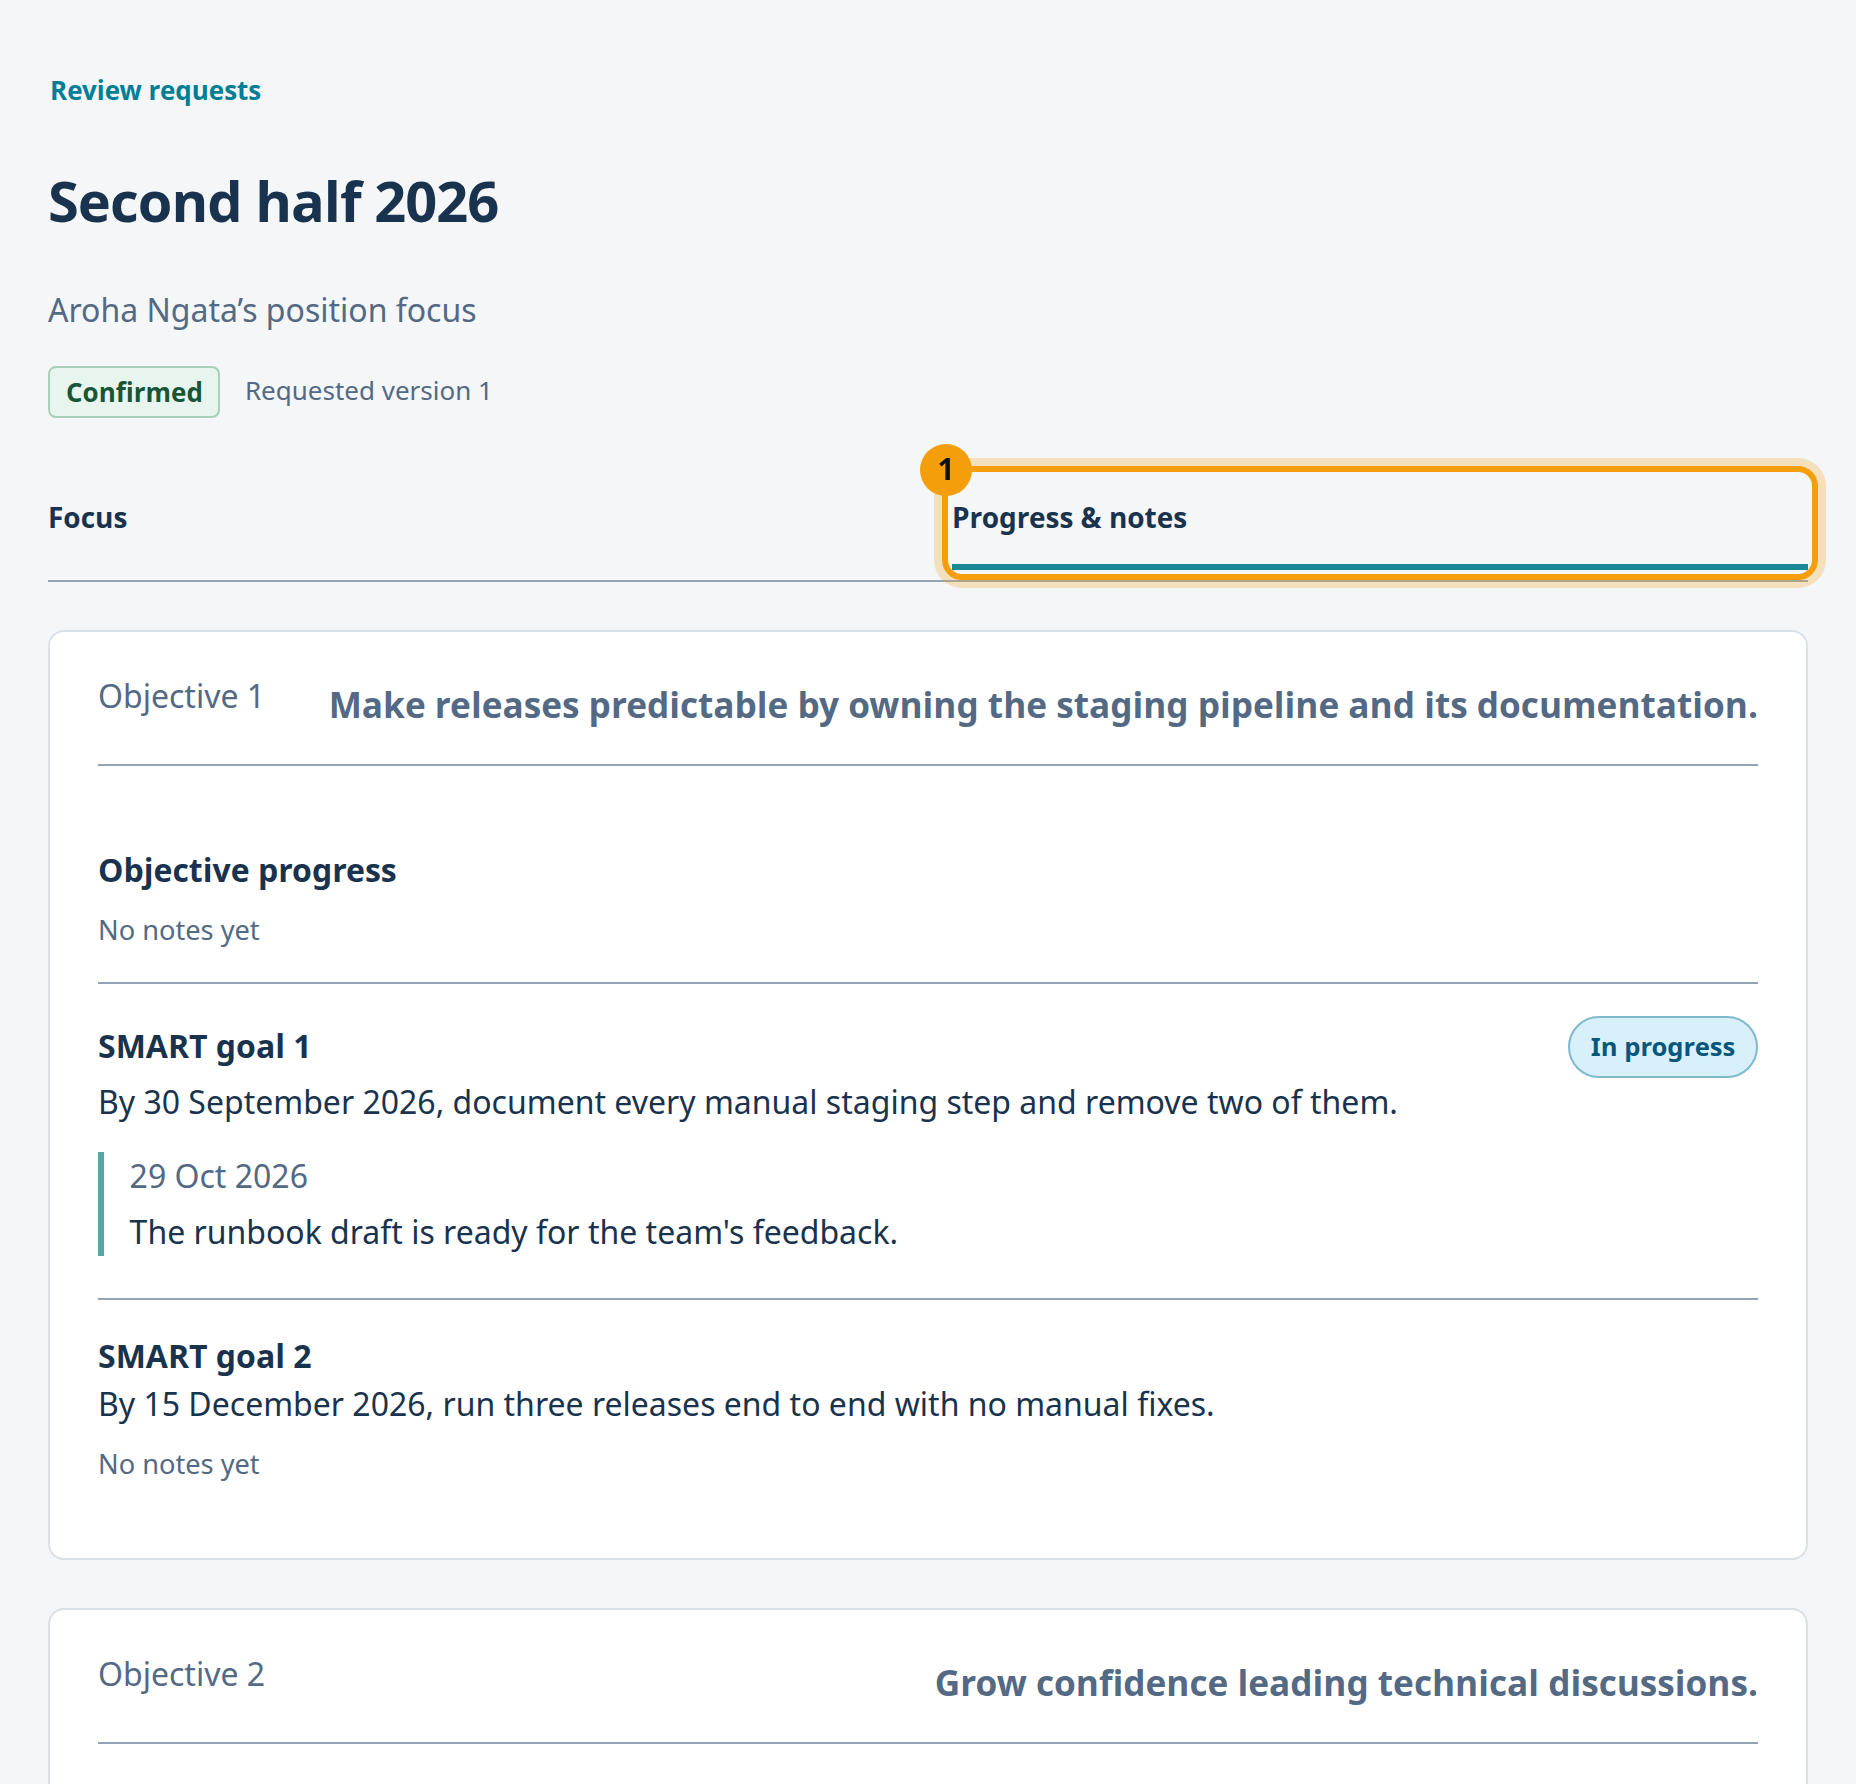 Review requests
Second half 2026
Aroha Ngata’s position focus
Confirmed Requested version 1
1
Focus Progress & notes
Objective 1 Make releases predictable by owning the staging pipeline and its documentation.
Objective progress
No notes yet
SMART goal 1 In progress
By 30 September 2026, document every manual staging step and remove two of them.
29 Oct 2026
The runbook draft is ready for the team's feedback.
SMART goal 2
By 15 December 2026, run three releases end to end with no manual fixes.
No notes yet
Objective 2 Grow confidence leading technical discussions.